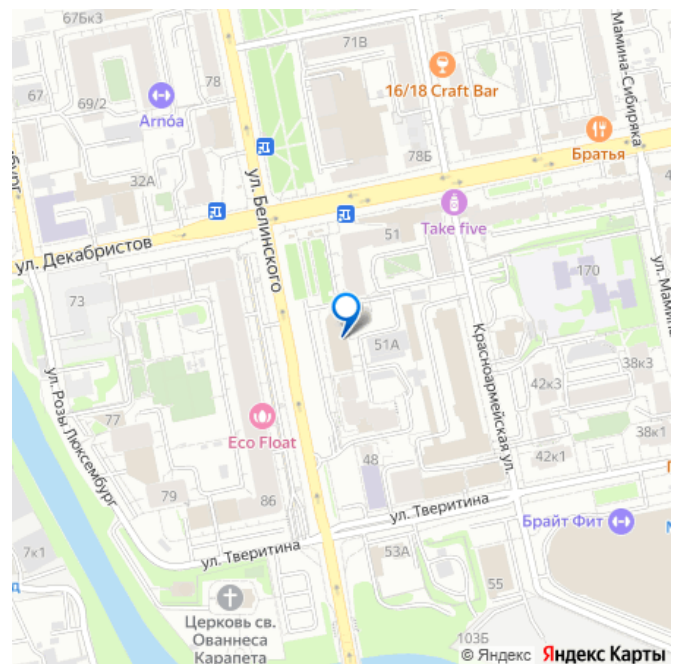 67Бк3
71В
78
67
69/2
Arnóa
16/18 Craft Bar
ул. Мамина-Сибиряка
Братья
78Б
32А
ул. Белинского
Take five
ул. Декабристов
51
170
73
51А
Красноармейская ул.
38к3
42к3
ул. Розы Люксембург
77
Eco Float
38к1
48
42к1
79
86
ул. Тверитина
ул. Тверитина
Брайт Фит
7к1
53А
55
Церковь св.
Ованнеса
Карапета
103Б
© Яндекс Яндекс Карты